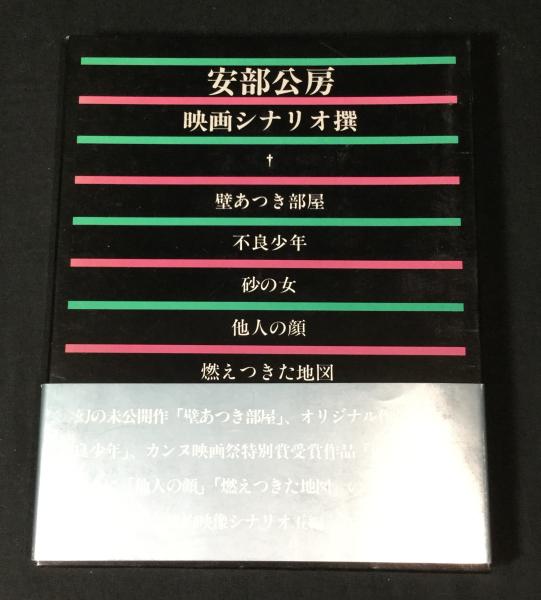 安部公房
映画シナリオ撰
†
壁あつき部屋
不良少年
砂の女
他人の顔
燃えつきた地図
幻の未公開作「壁あつき部屋」、オリジナル作
良少年」、カンヌ映画祭特別賞受賞作品「
「他人の顔」「燃えつきた地図」の
映像シナリオ五編